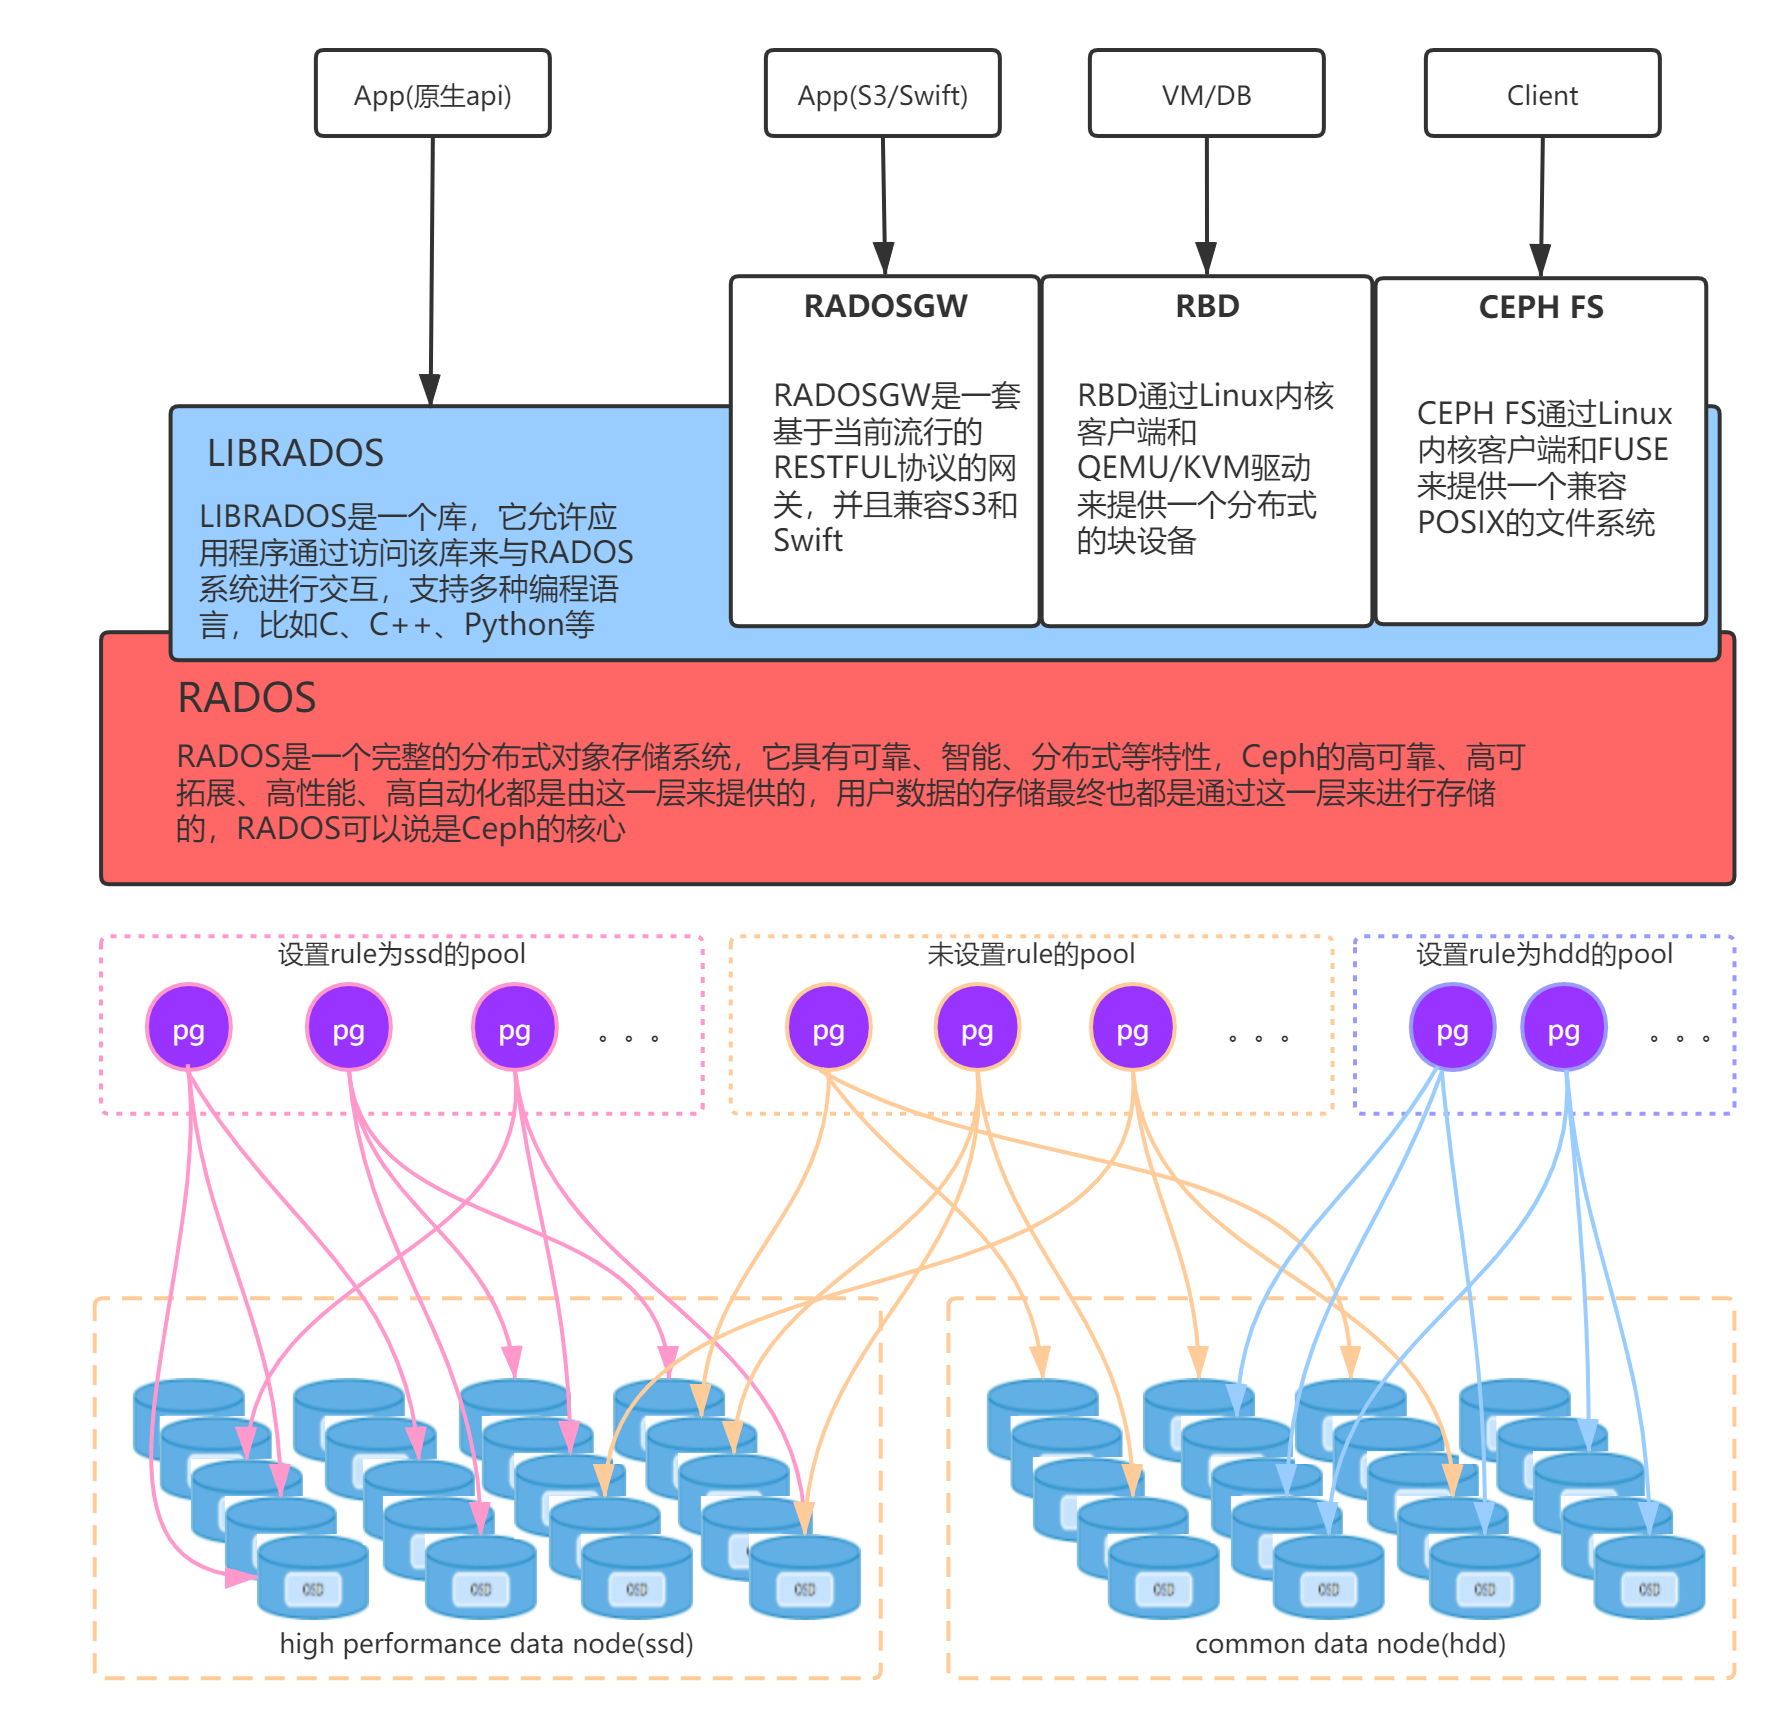 App(原生api)
App(S3/Swift)
VM/DB
Client
RADOSGW
RADOSGW是一套
基于当前流行的
RESTFUL协议的网
关，并且兼容S3和
Swift
RBD
RBD通过Linux内核
客户端和
QEMU/KVM驱动
来提供一个分布式
的块设备
CEPH FS
CEPH FS通过Linux
内核客户端和FUSE
来提供一个兼容
POSIX的文件系统
LIBRADOS
LIBRADOS是一个库，它允许应
用程序通过访问该库来与RADOS
系统进行交互，支持多种编程语
言，比如C、C++、Python等
RADOS
RADOS是一个完整的分布式对象存储系统，它具有可靠、智能、分布式等特性，Ceph的高可靠、高可
拓展、高性能、高自动化都是由这一层来提供的，用户数据的存储最终也都是通过这一层来进行存储
的，RADOS可以说是Ceph的核心
设置rule为ssd的pool
pg
pg
pg
。。。
未设置rule的pool
pg
pg
pg
。。。
设置rule为hdd的pool
pg
pg
。。。
OSD
OSD
OSD
OSD
high performance data node(ssd)
OSD
OSD
OSD
OSD
common data node(hdd)